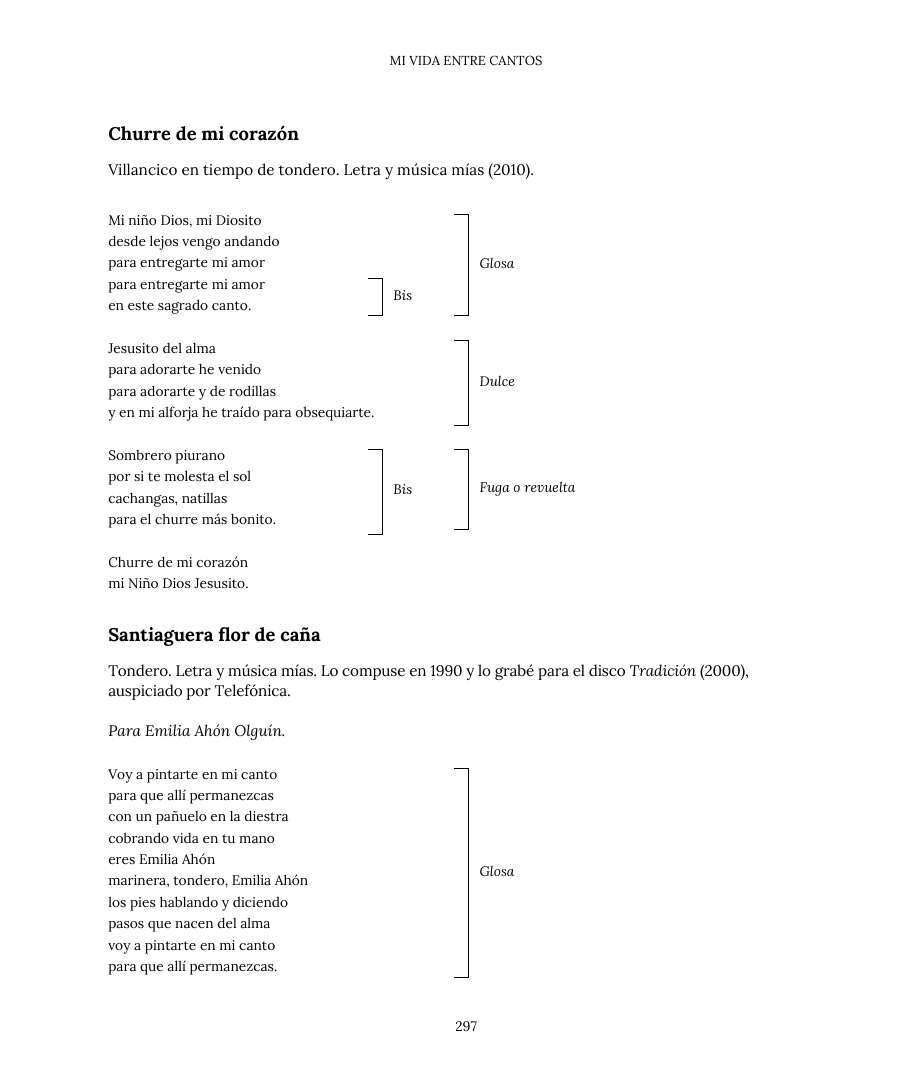 MI VIDA ENTRE CANTOS
Churre de mi corazón
Villancico en tiempo de tondero. Letra y música mías (2010).
Mi niño Dios, mi Diosito
desde lejos vengo andando
para entregarte mi amor
para entregarte mi amor
en este sagrado canto.
Bis
Glosa
Jesusito del alma
para adorarte he venido
para adorarte y de rodillas
y en mi alforja he traído para obsequiarte.
Dulce
Sombrero piurano
por si te molesta el sol
cachangas, natillas
para el churre más bonito.
Bis
Fuga o revuelta
Churre de mi corazón
mi Niño Dios Jesusito.
Santiaguera flor de caña
Tondero. Letra y música mías. Lo compuse en 1990 y lo grabé para el disco Tradición (2000),
auspiciado por Telefónica.
Para Emilia Ahón Olguín.
Voy a pintarte en mi canto
para que allí permanezcas
con un pañuelo en la diestra
cobrando vida en tu mano
eres Emilia Ahón
marinera, tondero, Emilia Ahón
los pies hablando y diciendo
pasos que nacen del alma
voy a pintarte en mi canto
para que allí permanezcas.
Glosa
297